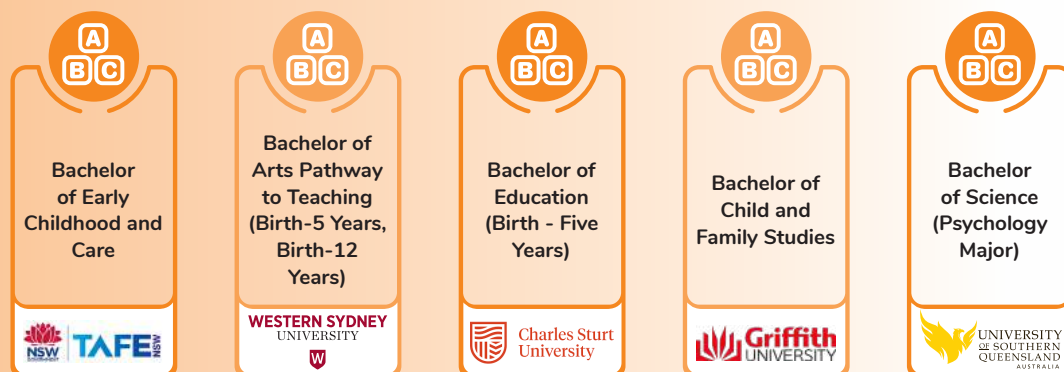 A
B C
Bachelor
of Early
Childhood and
Care
NSW
GOVERNMENT
TAFE NSW
A
B C
Bachelor of
Arts Pathway
to Teaching
(Birth-5 Years,
Birth-12
Years)
WESTERN SYDNEY
UNIVERSITY
W
A
B C
Bachelor of
Education
(Birth - Five
Years)
Charles Sturt
University
A
B C
Bachelor of
Child and
Family Studies
Griffith
UNIVERSITY
A
B C
Bachelor
of Science
(Psychology
Major)
UNIVERSITY
OF SOUTHERN
QUEENSLAND
AUSTRALIA